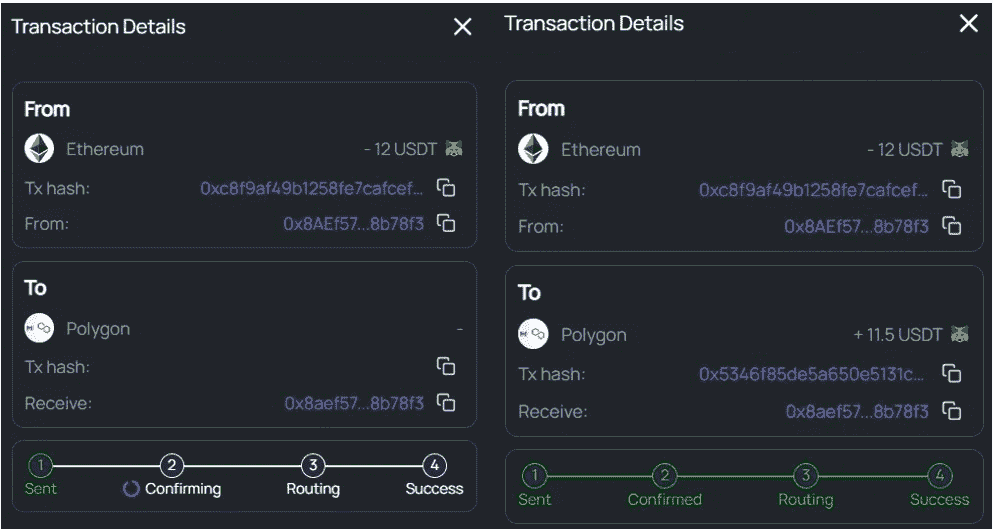 Transaction Details
From
Ethereum - 12 USDT
Tx hash: 0xc8f9af49b1258fe7cafcef...
From: 0x8AEf57...8b78f3
To
Polygon -
Tx hash:
Receive: 0x8aef57...8b78f3
1 2 3 4
Sent Confirming Routing Success
Transaction Details
From
Ethereum - 12 USDT
Tx hash: 0xc8f9af49b1258fe7cafcef...
From: 0x8AEf57...8b78f3
To
Polygon + 11.5 USDT
Tx hash: 0x5346f85de5a650e5131c...
Receive: 0x8aef57...8b78f3
1 2 3 4
Sent Confirmed Routing Success